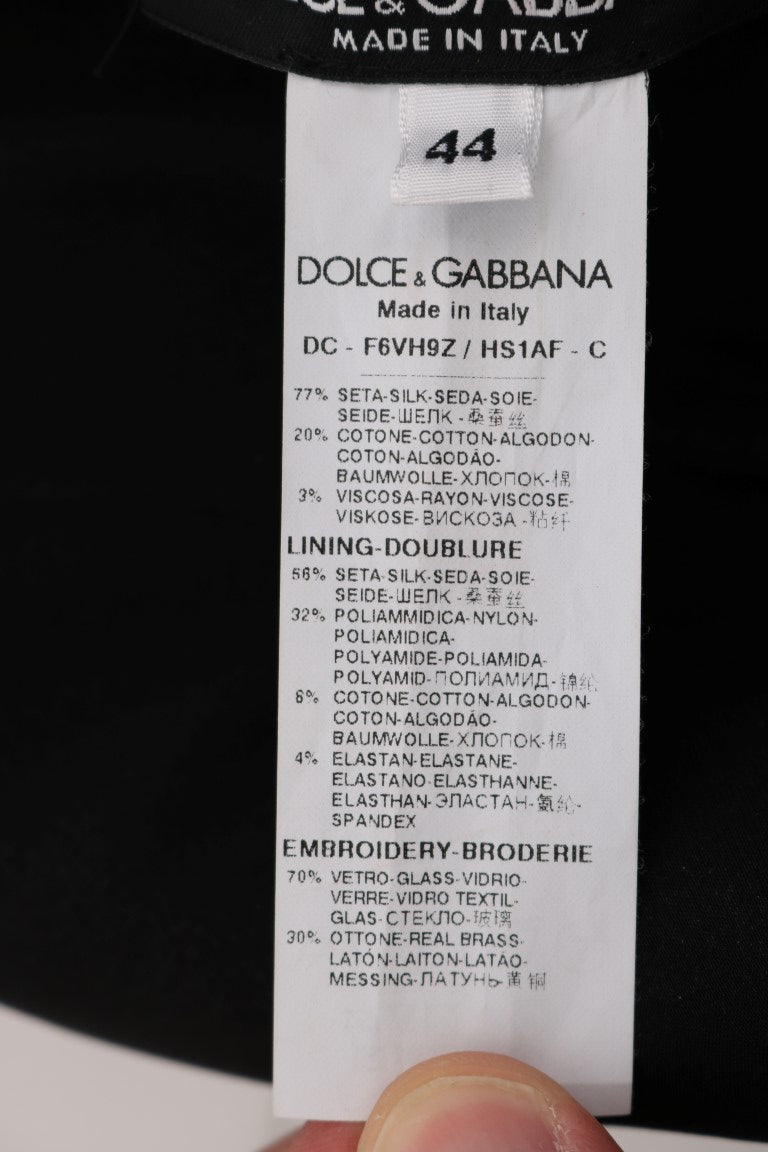 MADE IN ITALY
44
DOLCE & GABBANA
Made in Italy
DC - F6VH9Z / HS1AF - C
77% SETA-SILK-SEDA-SOIE-
SEIDE-ШЕЛК-桑蚕丝
20% COTONE-COTTON-ALGODON-
COTON-ALGODÃO-
BAUMWOLLE-ХЛОПОК-棉
3% VISCOSA-RAYON-VISCOSE-
VISKOSE-ВИСКОЗА-粘纤
LINING-DOUBLURE
56% SETA-SILK-SEDA-SOIE-
SEIDE-ШЕЛК-桑蚕丝
32% POLIAMMIDICA-NYLON-
POLIAMIDICA-
POLYAMIDE-POLIAMIDA-
POLYAMID-ПОЛИАМИД-锦纶
6% COTONE-COTTON-ALGODON-
COTON-ALGODÃO-
BAUMWOLLE-ХЛОПОК-棉
4% ELASTAN-ELASTANE-
ELASTANO-ELASTHANNE-
ELASTHAN-ЭЛАСТАН-氨纶-
SPANDEX
EMBROIDERY-BRODERIE
70% VETRO-GLASS-VIDRIO-
VERRE-VIDRO TEXTIL-
GLAS-СТЕКЛО-玻璃
30% OTTONE-REAL BRASS-
LATÓN-LAITON-LATÃO-
MESSING-ЛАТУНЬ-黄铜